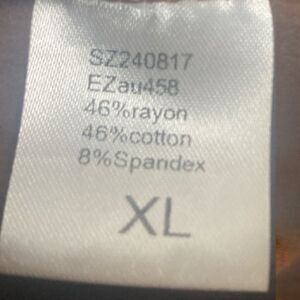 SZ240817
EZau458
46%rayon
46%cotton
8%Spandex
XL